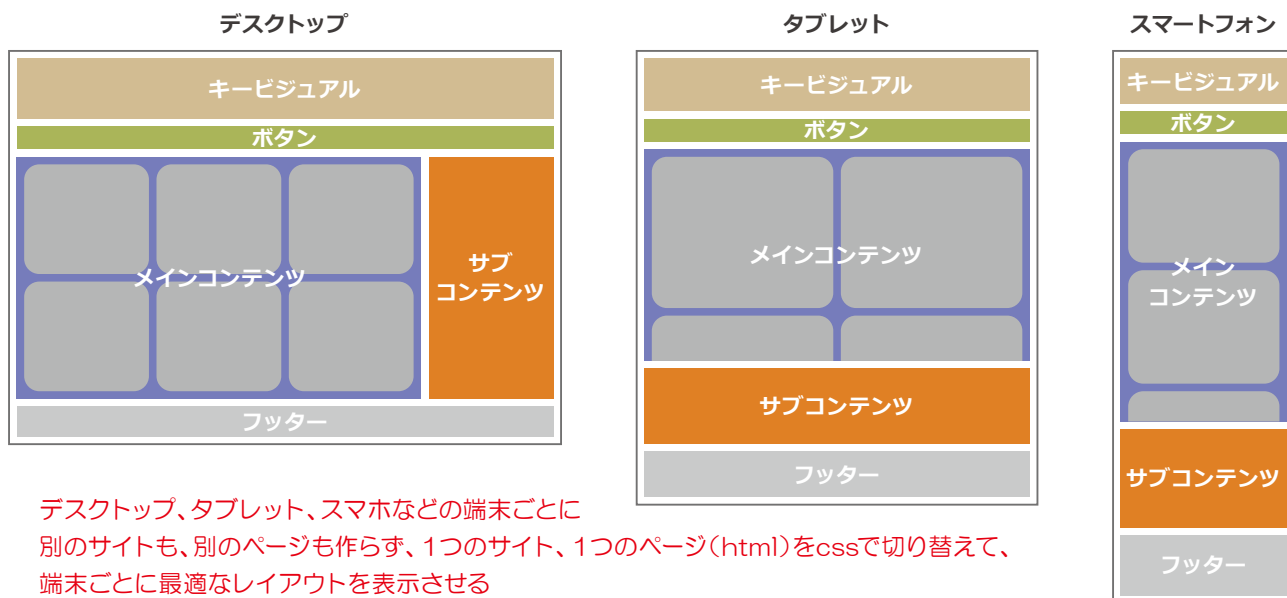 デスクトップ
キービジュアル
ボタン
メインコンテンツ
サブ
コンテンツ
フッター
タブレット
キービジュアル
ボタン
メインコンテンツ
サブコンテンツ
フッター
スマートフォン
キービジュアル
ボタン
メイン
コンテンツ
サブコンテンツ
フッター
デスクトップ、タブレット、スマホなどの端末ごとに
別のサイトも、別のページも作らず、1つのサイト、1つのページ(html)をcssで切り替えて、
端末ごとに最適なレイアウトを表示させる